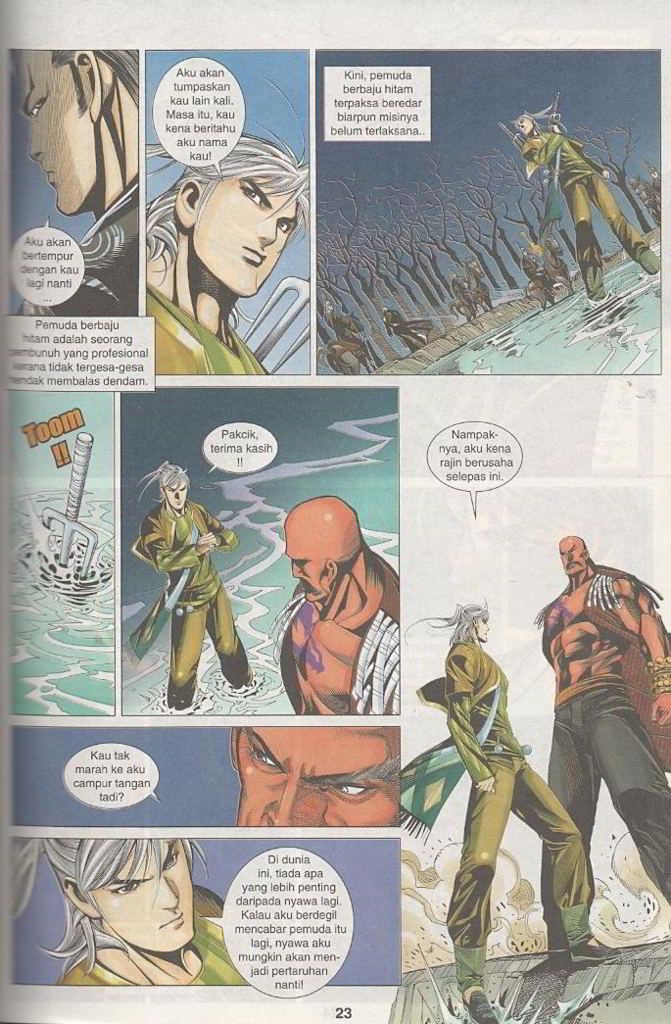 Aku akan
bertempur
dengan kau
lagi nanti
...
Aku akan
tumpaskan
kau lain kali.
Masa itu, kau
kena beritahu
aku nama
kau!
Kini, pemuda
berbaju hitam
terpaksa beredar
biarpun misinya
belum terlaksana..
Pemuda berbaju
hitam adalah seorang
pembunuh yang profesional
kerana tidak tergesa-gesa
hendak membalas dendam.
Toom
!!
Pakcik,
terima kasih
!!
Nampak-
nya, aku kena
rajin berusaha
selepas ini.
Kau tak
marah ke aku
campur tangan
tadi?
Di dunia
ini, tiada apa
yang lebih penting
daripada nyawa lagi.
Kalau aku berdegil
mencabar pemuda itu
lagi, nyawa aku
mungkin akan men-
jadi pertaruhan
nanti!
23